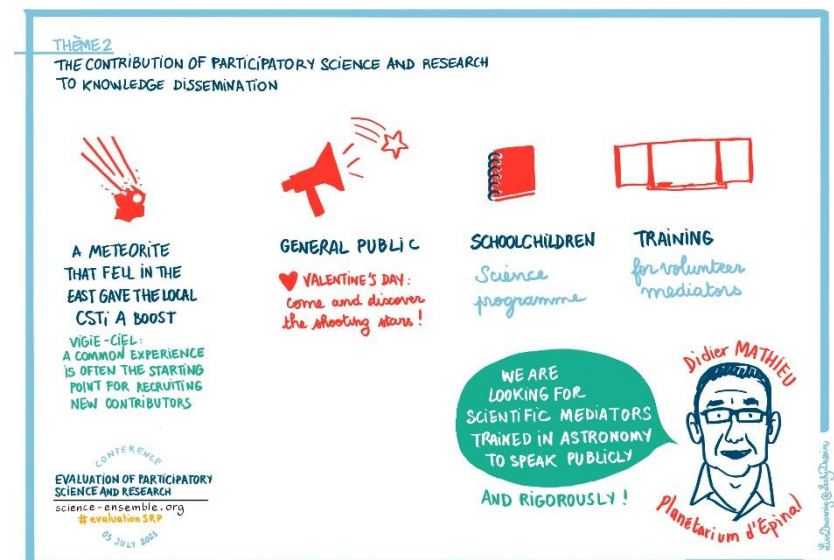 THÈME 2
THE CONTRIBUTION OF PARTICIPATORY SCIENCE AND RESEARCH
TO KNOWLEDGE DISSEMINATION
A METEORITE
THAT FELL IN THE
EAST GAVE THE LOCAL
CSTI A BOOST
VIGIE-CIEL:
A COMMON EXPERIENCE
IS OFTEN THE STARTING
POINT FOR RECRUITING
NEW CONTRIBUTORS
GENERAL PUBLIC
VALENTINE'S DAY:
come and discover
the shooting stars!
SCHOOLCHILDREN
Science
programme
TRAINING
for volunteer
mediators
WE ARE
LOOKING FOR
SCIENTIFIC MEDIATORS
TRAINED IN ASTRONOMY
TO SPEAK PUBLICLY
AND RIGOROUSLY!
Didier MATHIEU
Planétarium d'Epinal
CONFERENCE
EVALUATION OF PARTICIPATORY
SCIENCE AND RESEARCH
science-ensemble.org
#evaluationSRP
05 JULY 2021